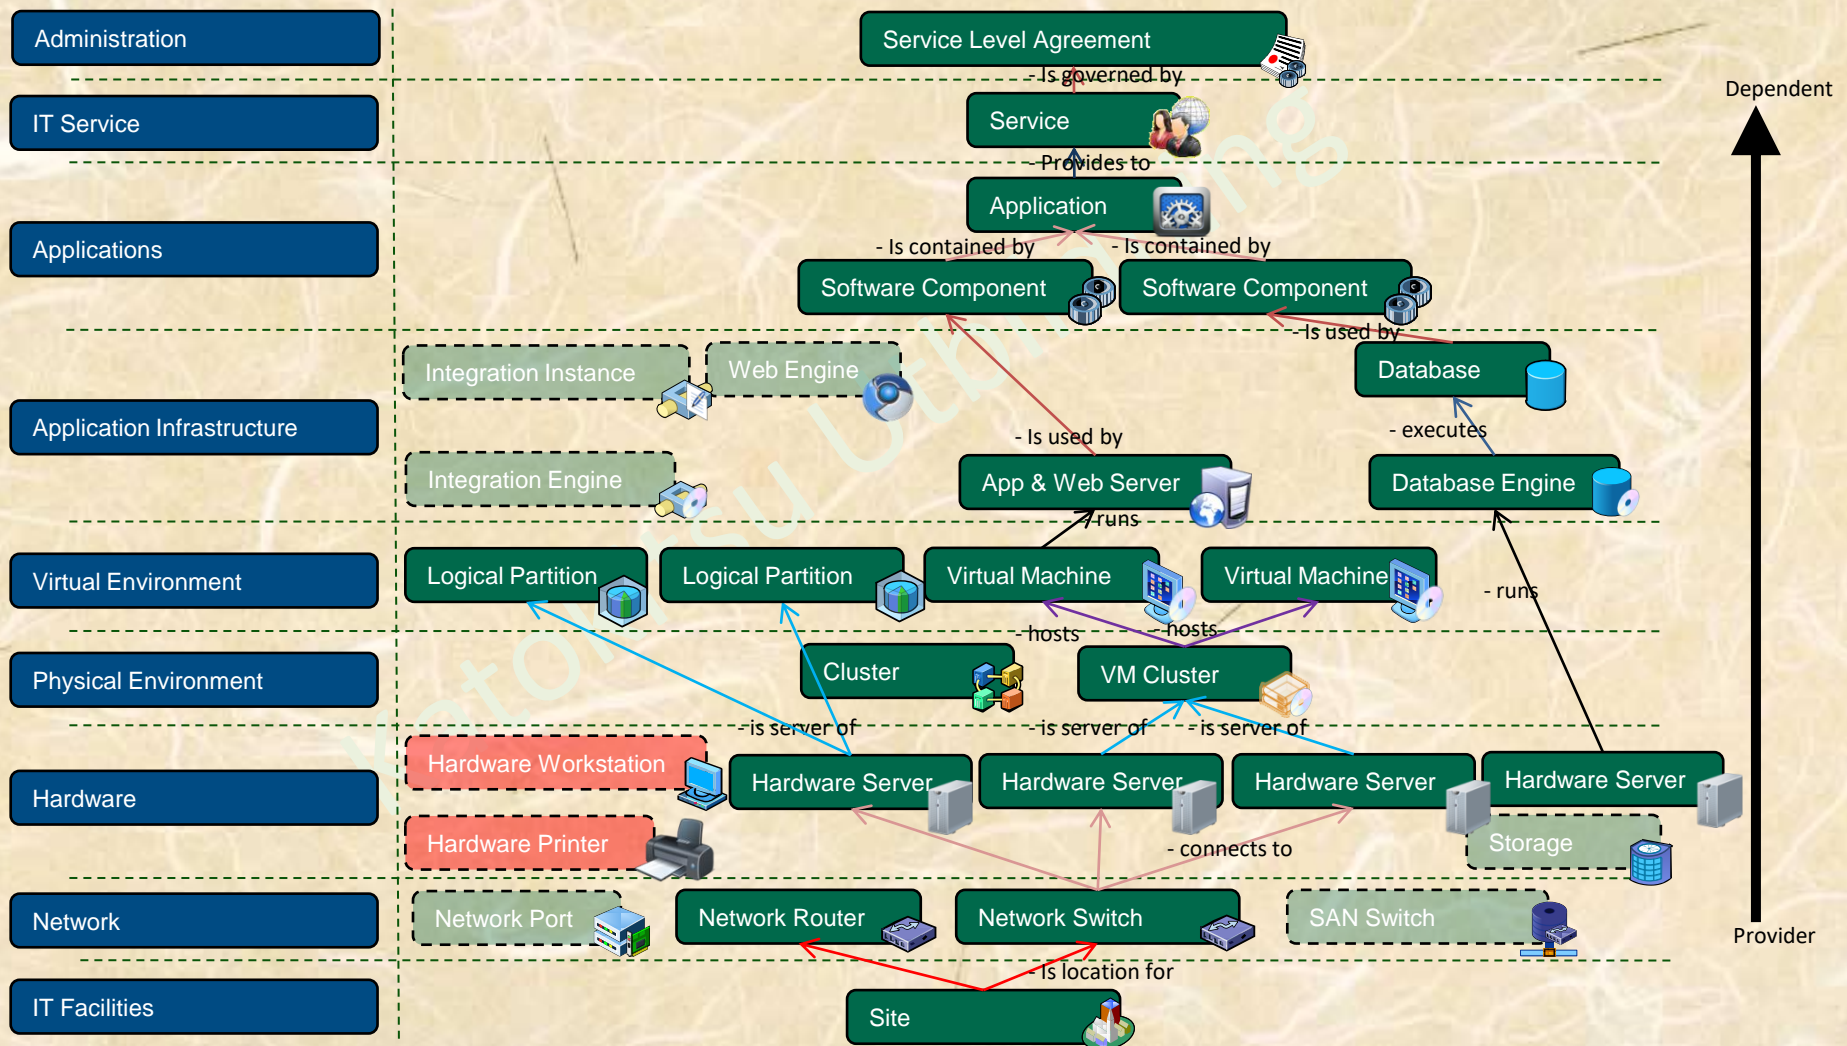 Administration
Service Level Agreement
- Is governed by
Dependent
IT Service
Service
- Provides to
Application
Applications
- Is contained by
- Is contained by
Software Component
Software Component
- Is used by
Integration Instance
Web Engine
Database
Application Infrastructure
- Is used by
- executes
Integration Engine
App & Web Server
Database Engine
- runs
Virtual Environment
Logical Partition
Logical Partition
Virtual Machine
Virtual Machine
- runs
- hosts
- hosts
Physical Environment
Cluster
VM Cluster
- is server of
- is server of
- is server of
Hardware Workstation
Hardware Server
Hardware Server
Hardware Server
Hardware Server
Hardware
Hardware Printer
- connects to
Storage
Network
Network Port
Network Router
Network Switch
SAN Switch
Provider
- Is location for
IT Facilities
Site